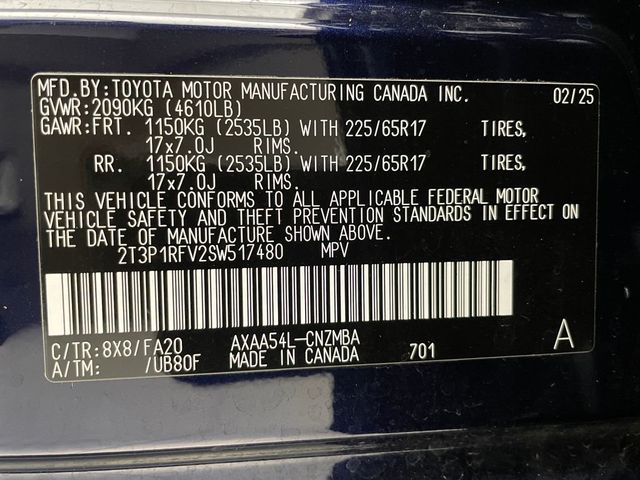 MFD.BY:TOYOTA MOTOR MANUFACTURING CANADA INC. 02/25
GVWR:2090KG (4610LB)
GAWR:FRT. 1150KG (2535LB) WITH 225/65R17 TIRES,
17x7.0J RIMS.
RR. 1150KG (2535LB) WITH 225/65R17 TIRES,
17x7.0J RIMS.
THIS VEHICLE CONFORMS TO ALL APPLICABLE FEDERAL MOTOR
VEHICLE SAFETY AND THEFT PREVENTION STANDARDS IN EFFECT ON
THE DATE OF MANUFACTURE SHOWN ABOVE.
2T3P1RFV2SW517480 MPV
C/TR:8X8/FA20 AXAA54L-CNZMBA A
A/TM: /UB80F MADE IN CANADA 701